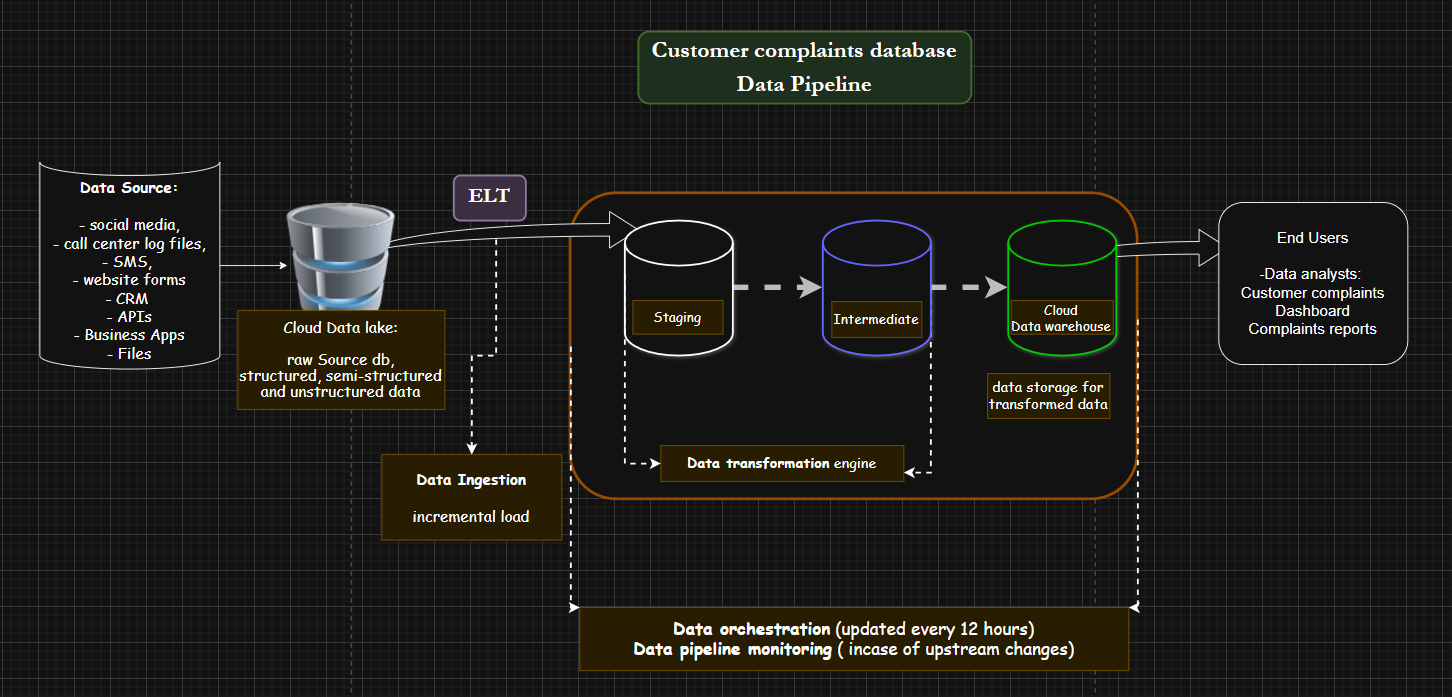 Customer complaints database
Data Pipeline
Data Source:
- social media,
- call center log files,
- SMS,
- website forms
- CRM
- APIs
- Business Apps
- Files
Cloud Data lake:
raw Source db,
structured, semi-structured
and unstructured data
ELT
Data Ingestion
incremental load
Staging
Intermediate
Cloud
Data warehouse
data storage for
transformed data
Data transformation engine
End Users
-Data analysts:
Customer complaints
Dashboard
Complaints reports
Data orchestration (updated every 12 hours)
Data pipeline monitoring ( incase of upstream changes)